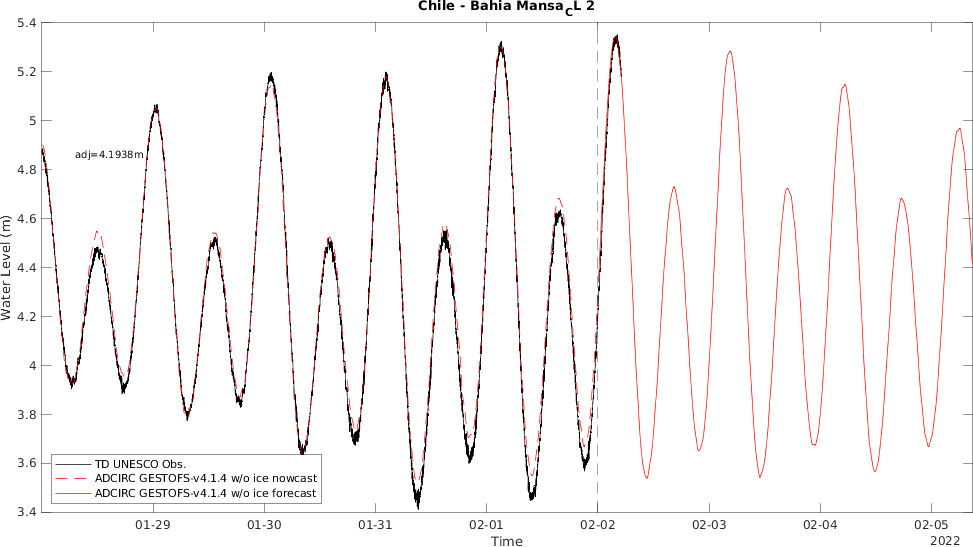 Chile - Bahia Mansa_CL 2
5.4
5.2
5
4.8
4.6
4.4
4.2
4
3.8
3.6
3.4
Water Level (m)
adj=4.1938m
TD UNESCO Obs.
ADCIRC GESTOFS-v4.1.4 w/o ice nowcast
ADCIRC GESTOFS-v4.1.4 w/o ice forecast
01-29 01-30 01-31 02-01 02-02 02-03 02-04 02-05
Time
2022